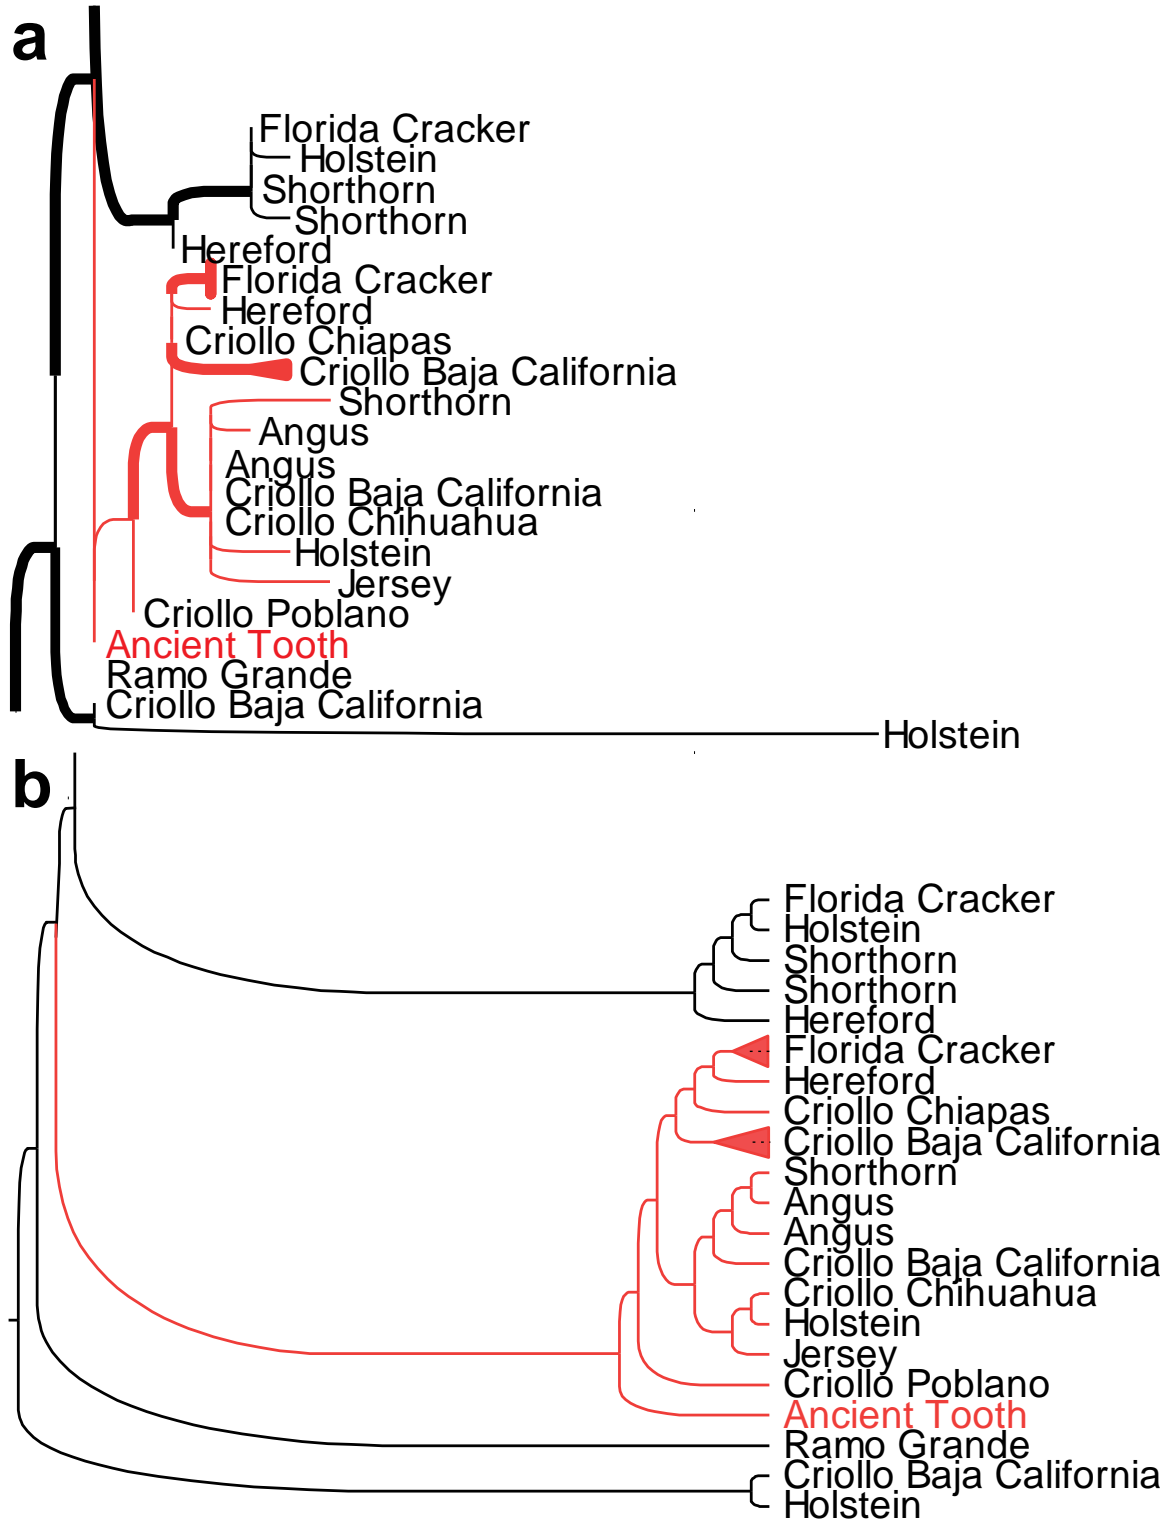 a
Florida Cracker
Holstein
Shorthorn
Shorthorn
Hereford
Florida Cracker
Hereford
Criollo Chiapas
Criollo Baja California
Shorthorn
Angus
Angus
Criollo Baja California
Criollo Chihuahua
Holstein
Jersey
Criollo Poblano
Ancient Tooth
Ramo Grande
Criollo Baja California
Holstein
b
Florida Cracker
Holstein
Shorthorn
Shorthorn
Hereford
Florida Cracker
Hereford
Criollo Chiapas
Criollo Baja California
Shorthorn
Angus
Angus
Criollo Baja California
Criollo Chihuahua
Holstein
Jersey
Criollo Poblano
Ancient Tooth
Ramo Grande
Criollo Baja California
Holstein